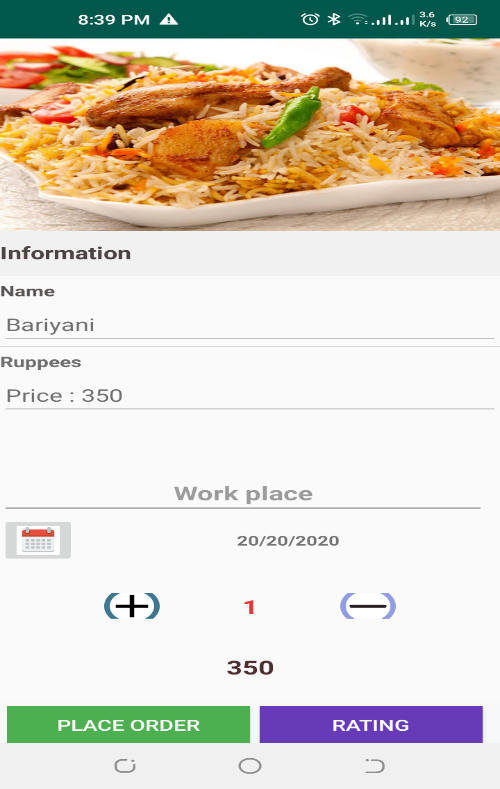 8:39 PM
3.6
K/s
92
Information
Name
Bariyani
Ruppees
Price : 350
Work place
20/20/2020
1
350
PLACE ORDER
RATING